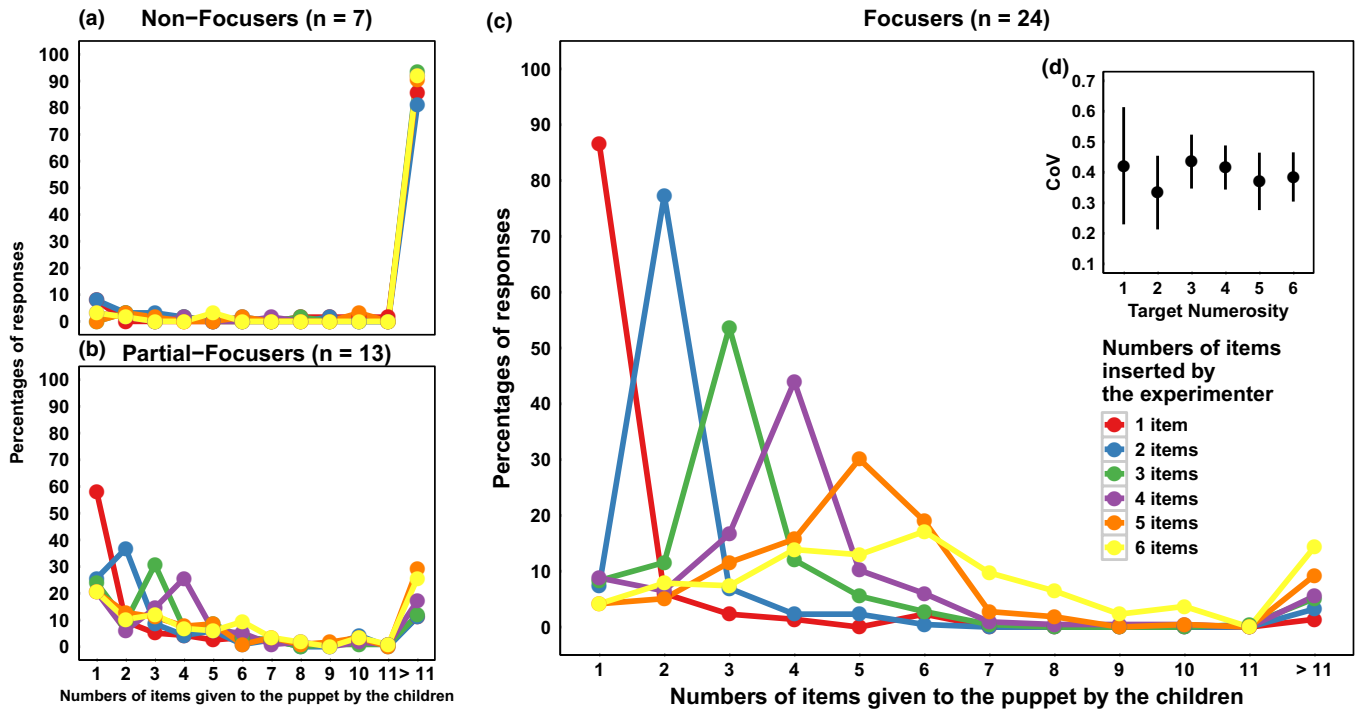 (a)
Non−Focusers (n = 7)
100
90
80
70
60
50
40
30
20
10
0
Percentages of responses
(b)
Partial−Focusers (n = 13)
100
90
80
70
60
50
40
30
20
10
0
1 2 3 4 5 6 7 8 9 10 11 > 11
Numbers of items given to the puppet by the children
(c)
Focusers (n = 24)
100
90
80
70
60
50
40
30
20
10
0
Percentages of responses
1 2 3 4 5 6 7 8 9 10 11 > 11
Numbers of items given to the puppet by the children
(d)
0.7
0.6
0.5
0.4
0.3
0.2
0.1
CoV
1 2 3 4 5 6
Target Numerosity
Numbers of items
inserted by
the experimenter
1 item
2 items
3 items
4 items
5 items
6 items